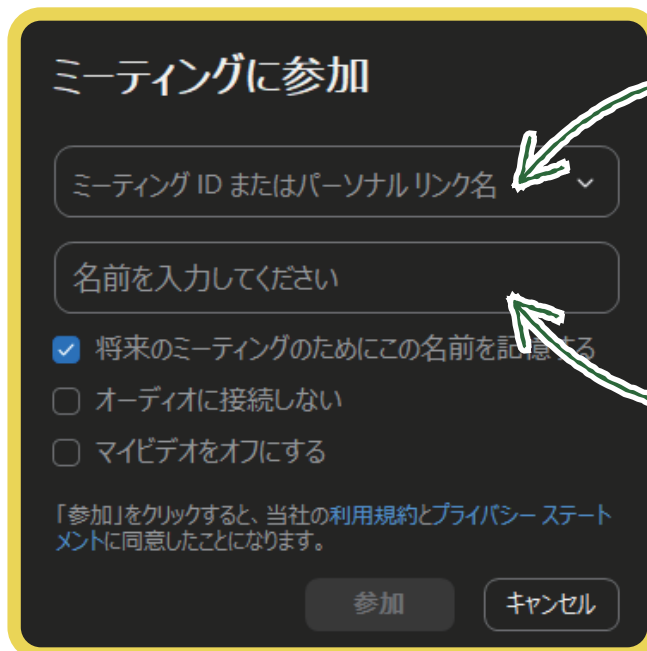 ミーティングに参加
ミーティング ID またはパーソナル リンク名
名前を入力してください
将来のミーティングのためにこの名前を記憶する
オーディオに接続しない
マイビデオをオフにする
「参加」をクリックすると、当社の利用規約とプライバシー ステート
メントに同意したことになります。
参加
キャンセル